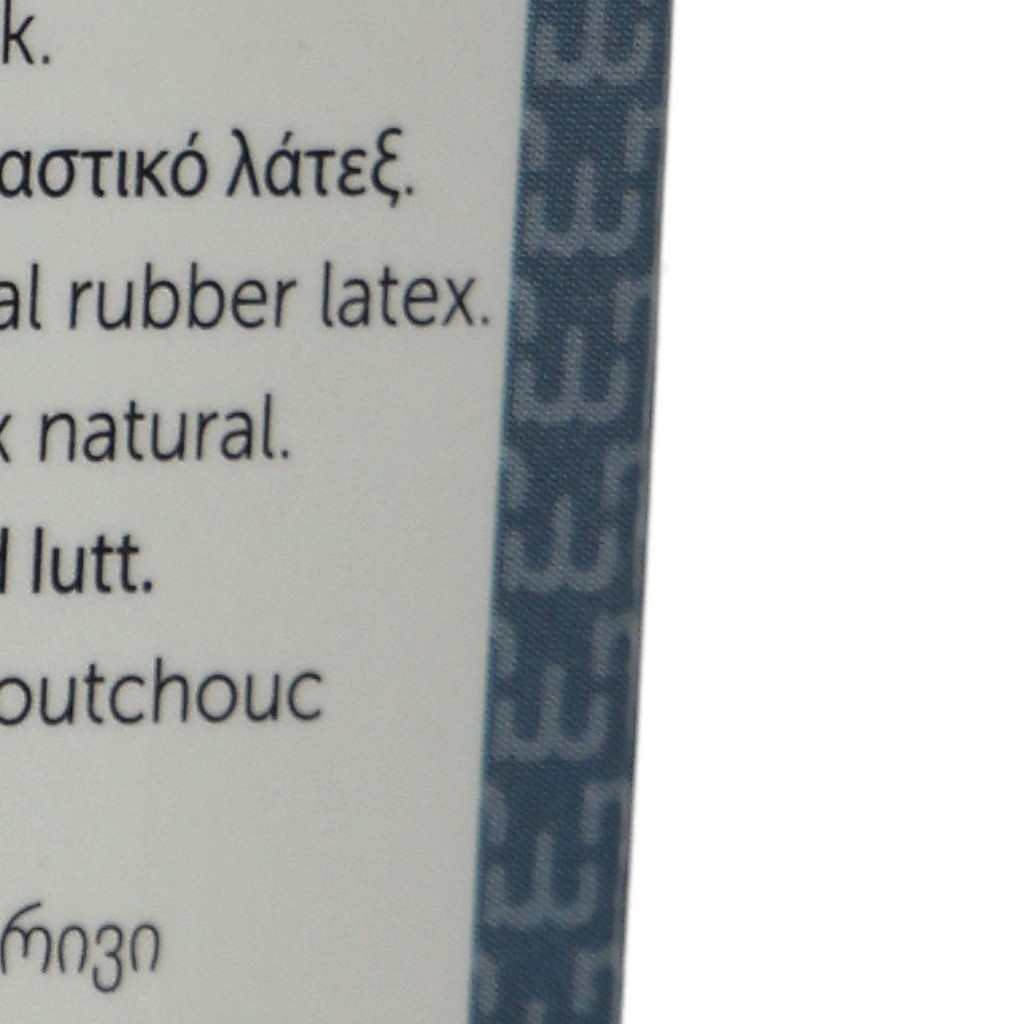 k.
αστικό λάτεξ.
al rubber latex.
x natural.
lutt.
outchouc
რივი